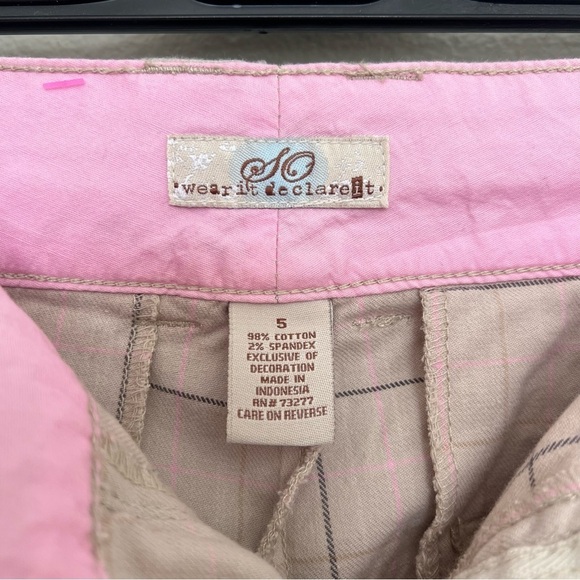 SO
wear it declare it
5
98% COTTON
2% SPANDEX
EXCLUSIVE OF
DECORATION
MADE IN
INDONESIA
RN# 73277
CARE ON REVERSE